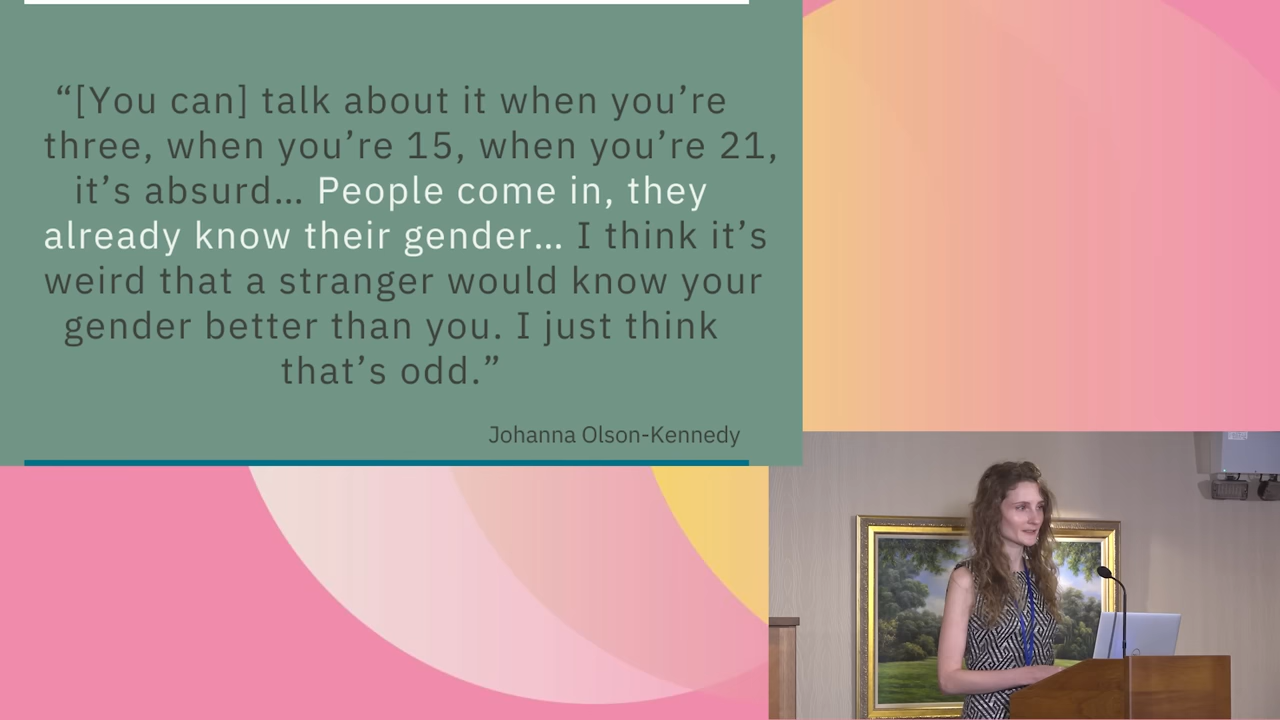 “[You can] talk about it when you’re
three, when you’re 15, when you’re 21,
it’s absurd… People come in, they
already know their gender… I think it’s
weird that a stranger would know your
gender better than you. I just think
that’s odd.”
Johanna Olson-Kennedy